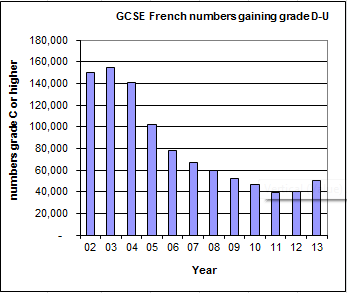 GCSE French numbers gaining grade D-U
numbers grade C or higher
180,000
160,000
140,000
120,000
100,000
80,000
60,000
40,000
20,000
-
02 03 04 05 06 07 08 09 10 11 12 13
Year